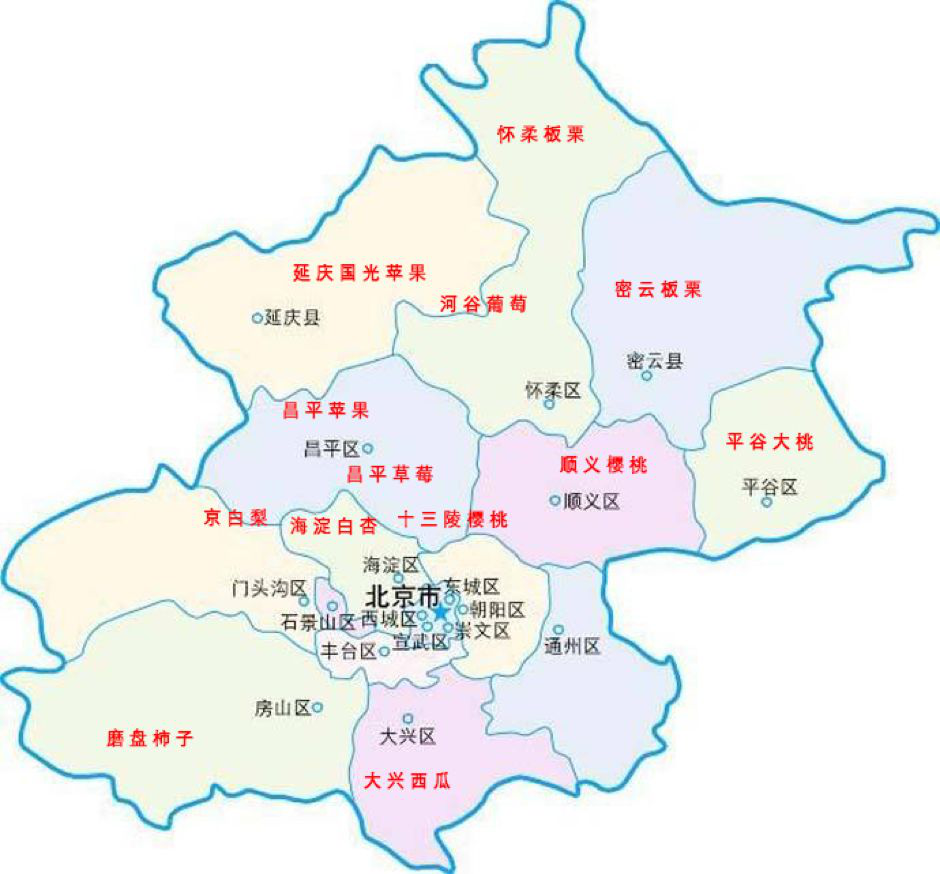 怀柔板栗
延庆国光苹果
密云板栗
河谷葡萄
延庆县
密云县
怀柔区
昌平苹果
平谷大桃
昌平区
顺义樱桃
昌平草莓
平谷区
顺义区
京白梨
海淀白杏
十三陵樱桃
海淀区
门头沟区
东城区
北京市
朝阳区
石景山区
西城区
崇文区
宣武区
丰台区
通州区
房山区
大兴区
磨盘柿子
大兴西瓜